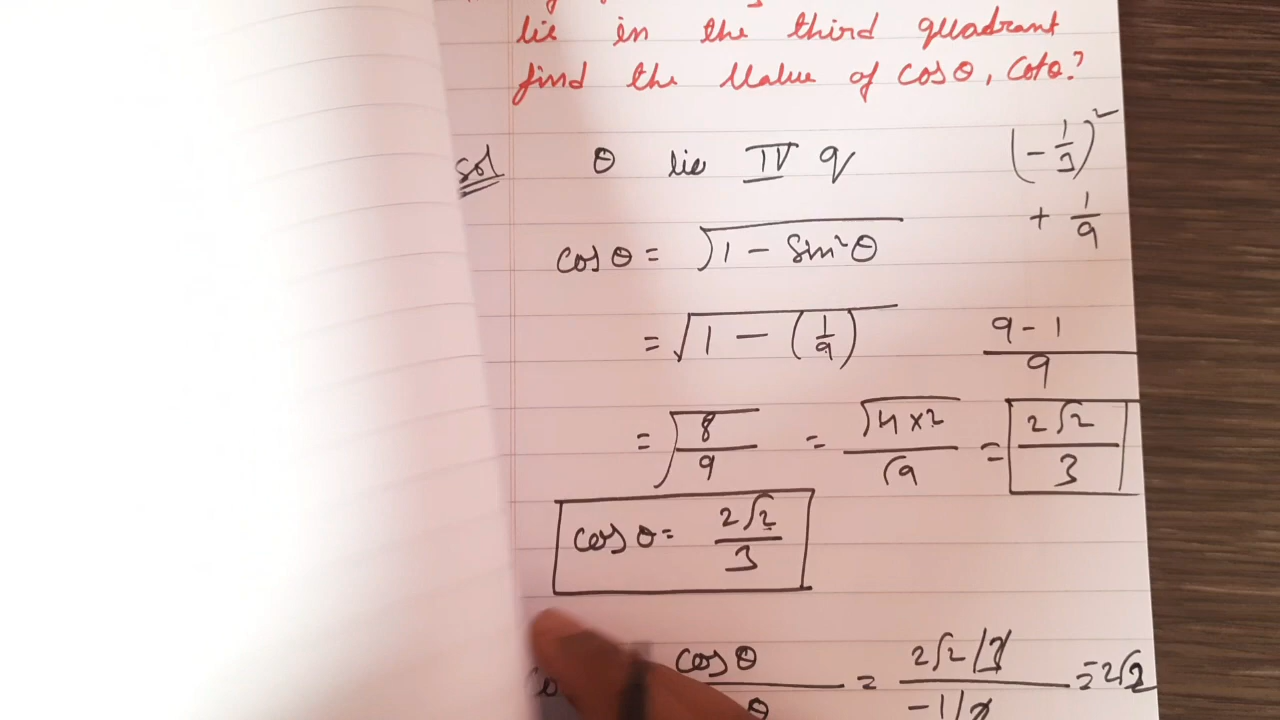 lie in the third quadrant
find the Value of cosθ, cotθ?
Sol θ lie IV q (-1/3)²
+ 1/9
cosθ = √(1 - Sin²θ)
= √(1 - (1/9)) (9-1)/9
= √(8/9) = √(4×2)/√9 = 2√2/3
cosθ = 2√2/3
cosθ/θ = (2√2/3)/(-1/3) = 2√2